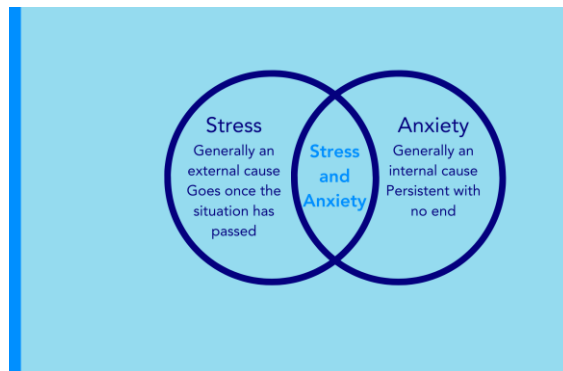 Stress
Generally an
external cause
Goes once the
situation has
passed
Stress
and
Anxiety
Anxiety
Generally an
internal cause
Persistent with
no end